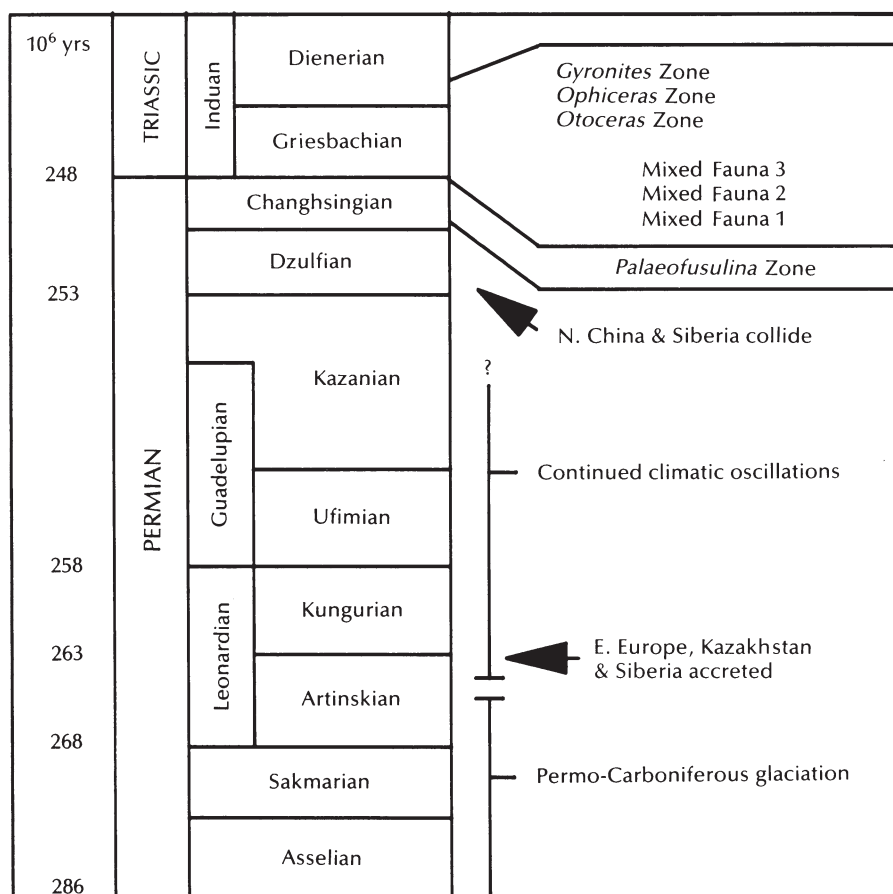 10⁶ yrs
TRIASSIC
Induan
Dienerian
Griesbachian
Gyronites Zone
Ophiceras Zone
Otoceras Zone
Mixed Fauna 3
Mixed Fauna 2
Mixed Fauna 1
248
PERMIAN
Changhsingian
Dzulfian
Palaeofusulina Zone
253
N. China & Siberia collide
Guadelupian
Kazanian
?
Continued climatic oscillations
Ufimian
258
Leonardian
Kungurian
263
E. Europe, Kazakhstan
& Siberia accreted
Artinskian
268
Sakmarian
Permo-Carboniferous glaciation
Asselian
286